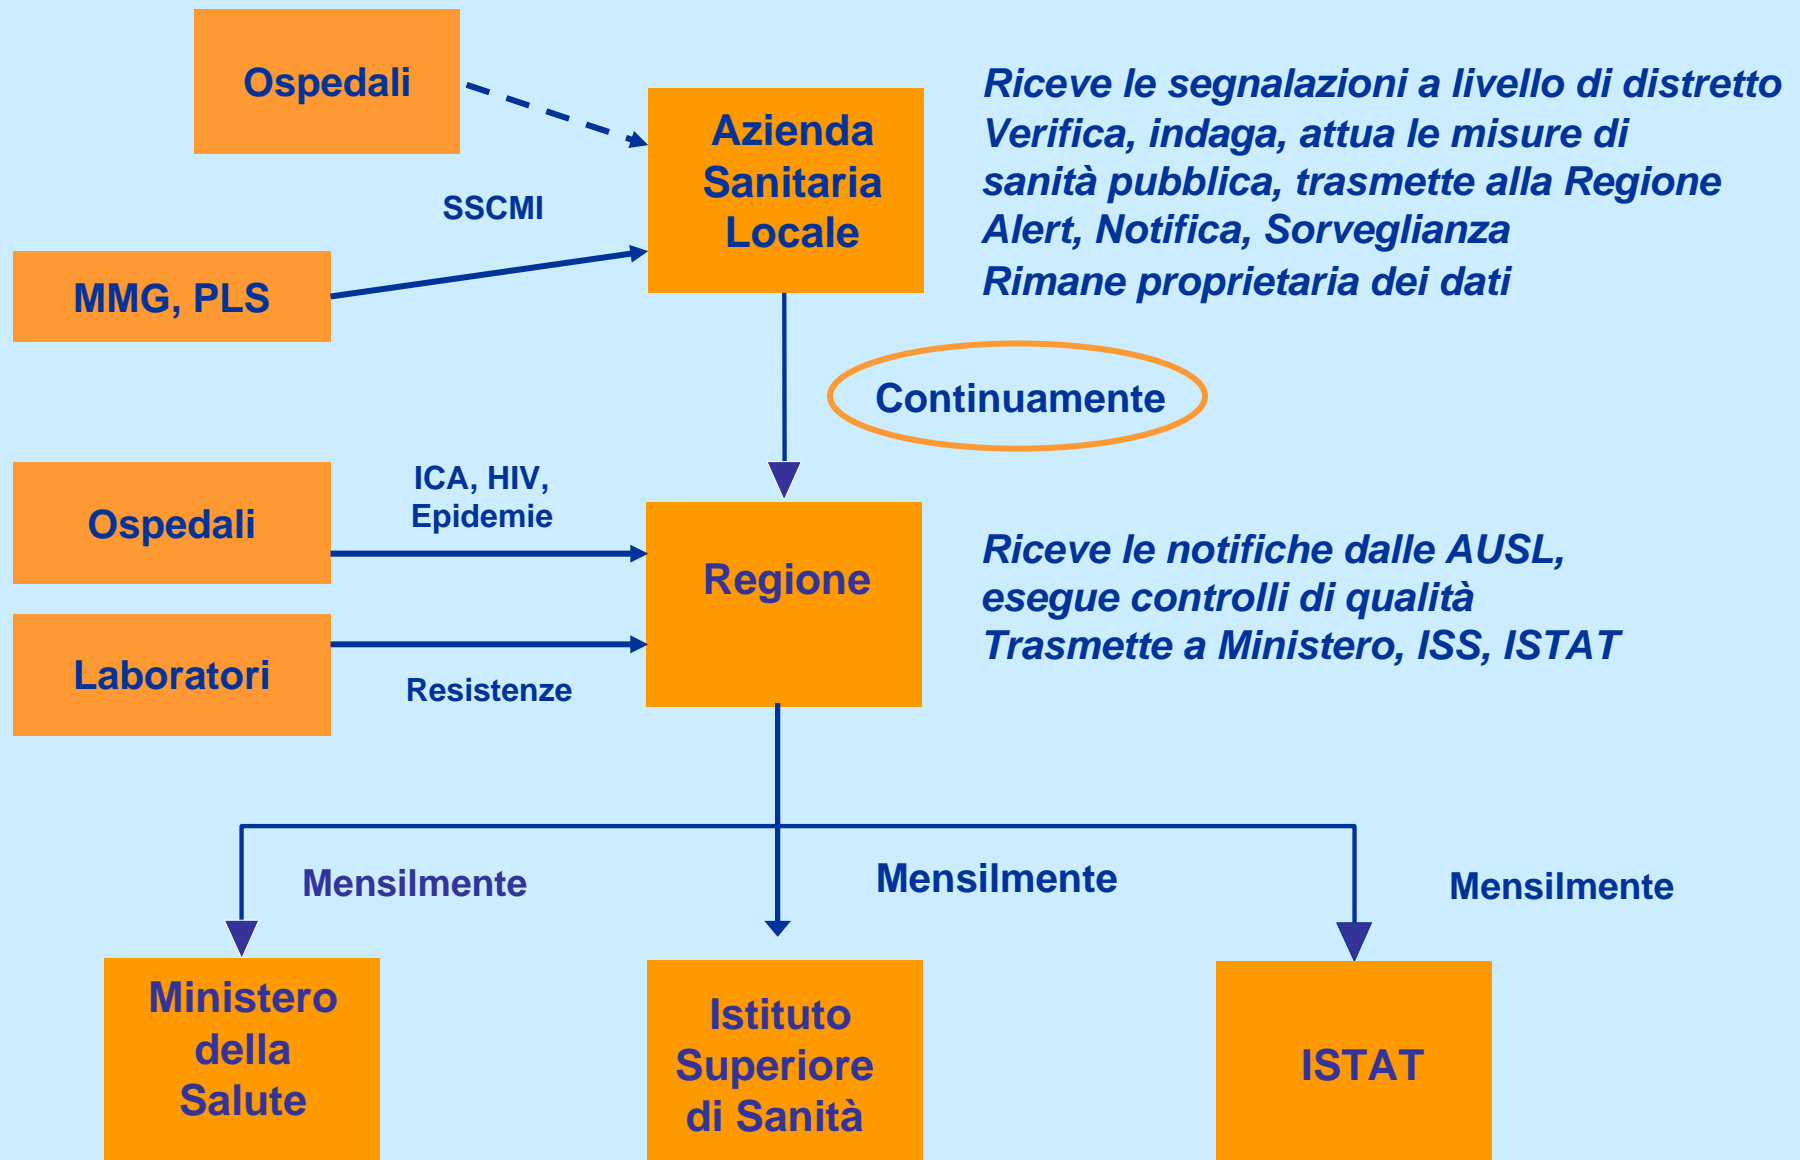 Ospedali
Azienda
Sanitaria
Locale
Riceve le segnalazioni a livello di distretto
Verifica, indaga, attua le misure di
sanità pubblica, trasmette alla Regione
Alert, Notifica, Sorveglianza
Rimane proprietaria dei dati
SSCMI
MMG, PLS
Continuamente
Ospedali
ICA, HIV,
Epidemie
Regione
Riceve le notifiche dalle AUSL,
esegue controlli di qualità
Trasmette a Ministero, ISS, ISTAT
Laboratori
Resistenze
Mensilmente
Mensilmente
Mensilmente
Ministero
della
Salute
Istituto
Superiore
di Sanità
ISTAT